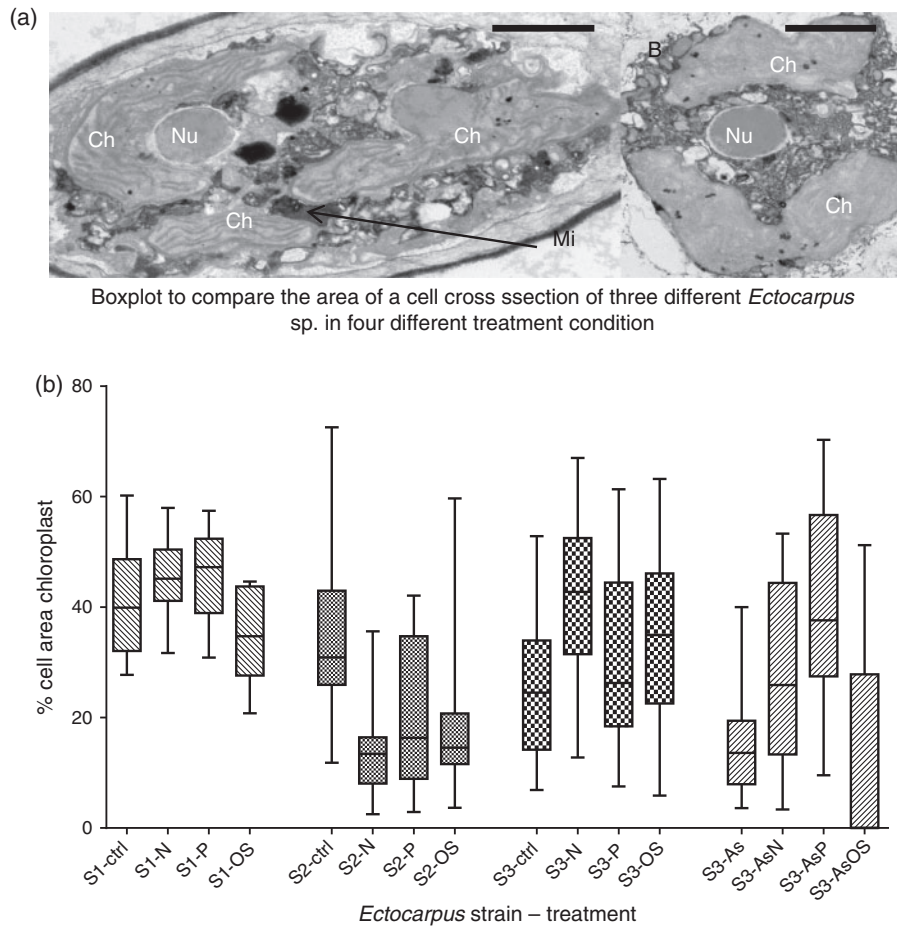 (a)
B
Ch
Ch
Nu
Nu
Ch
Ch
Ch
Mi
Boxplot to compare the area of a cell cross ssection of three different Ectocarpus
sp. in four different treatment condition
(b)
80
60
40
20
0
% cell area chloroplast
S1-ctrl
S1-N
S1-P
S1-OS
S2-ctrl
S2-N
S2-P
S2-OS
S3-ctrl
S3-N
S3-P
S3-OS
S3-As
S3-AsN
S3-AsP
S3-AsOS
Ectocarpus strain – treatment